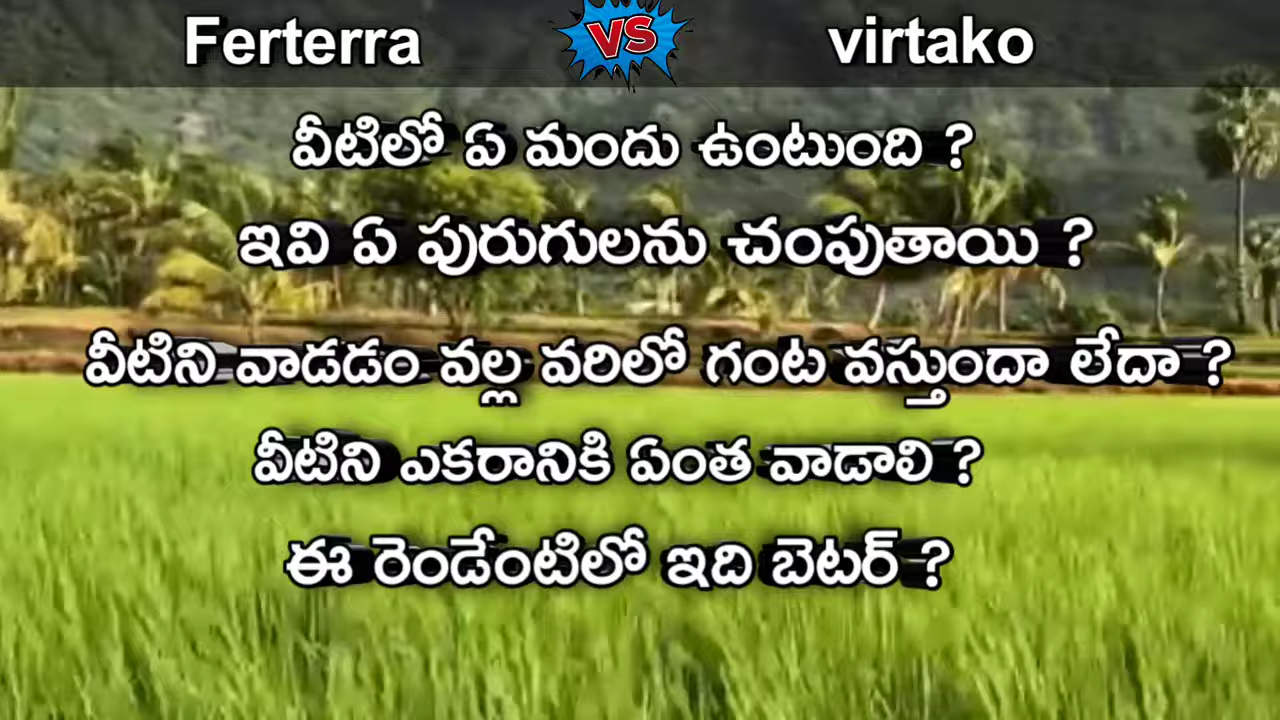 Ferterra VS virtako
వీటిలో ఏ మందు ఉంటుంది ?
ఇవి ఏ పురుగులను చంపుతాయి ?
వీటిని వాడడం వల్ల వరిలో గంట వస్తుందా లేదా ?
వీటిని ఎకరానికి ఏంత వాడాలి ?
ఈ రెండేంటిలో ఇది బెటర్ ?